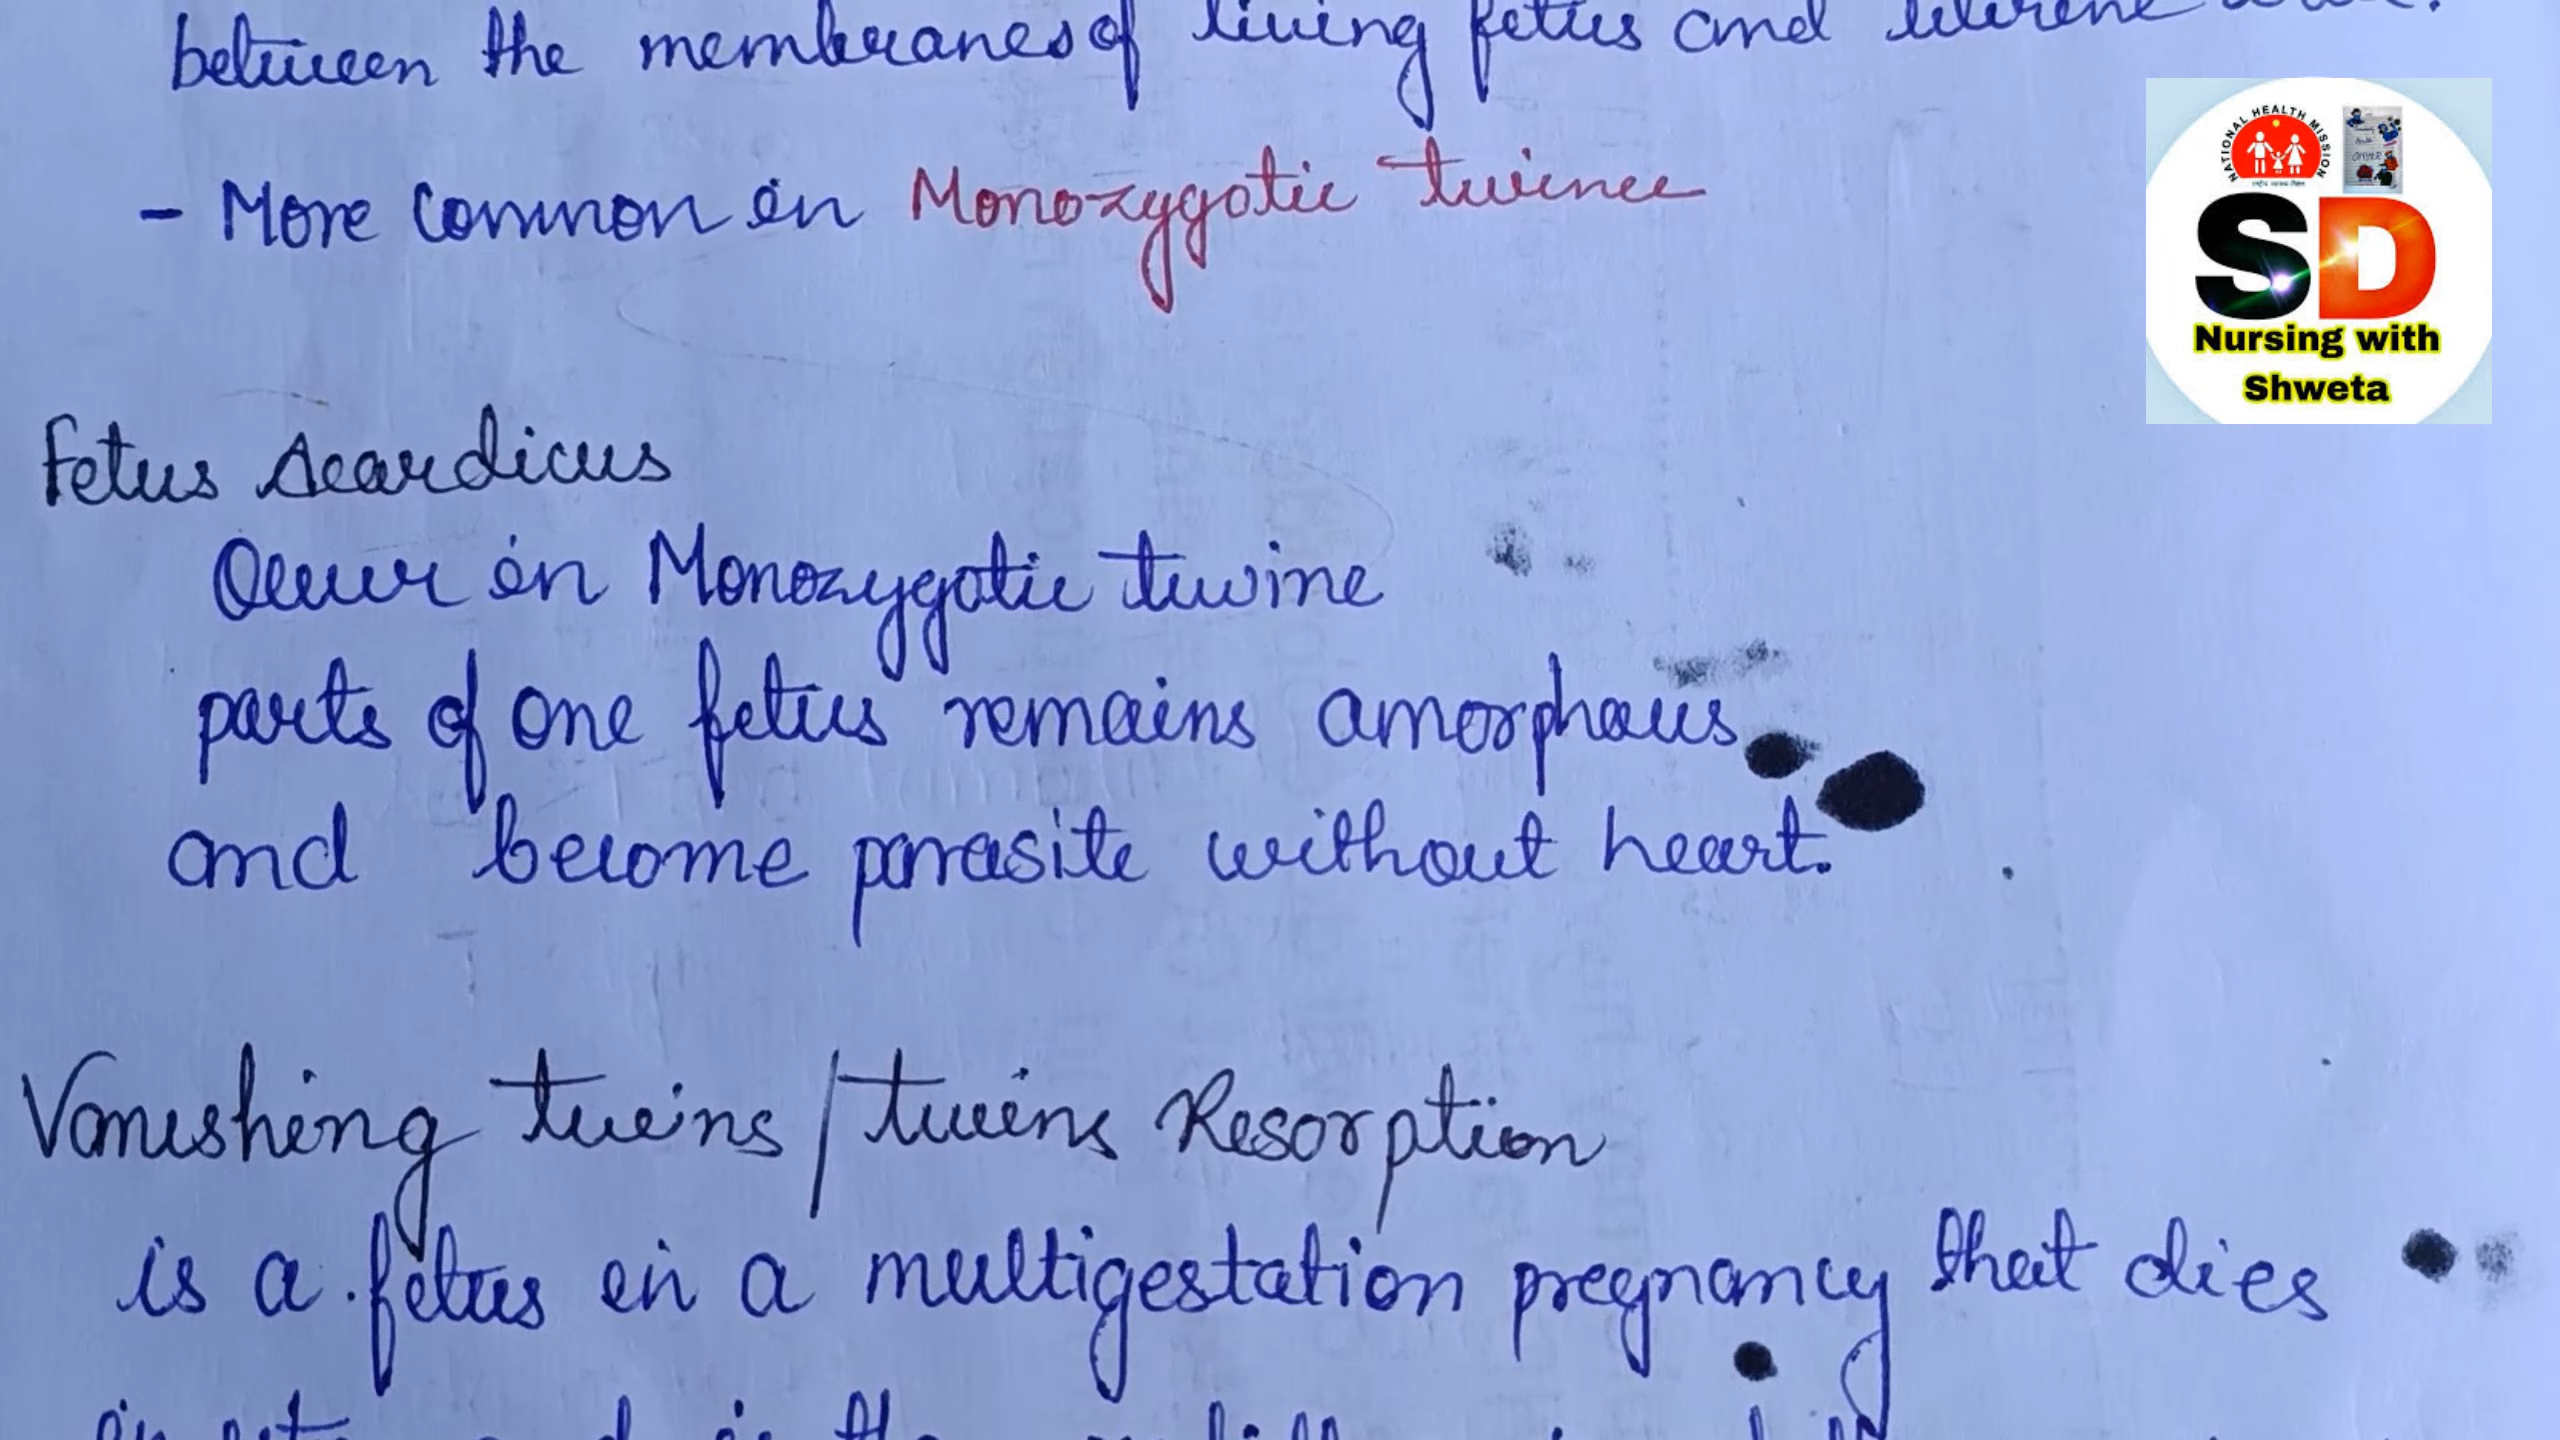 between the membranes of living fetus and uterine
- More common in Monozygotic twinee
NATIONAL HEALTH MISSION
SD
Nursing with
Shweta
Fetus Acardicus
Occur in Monozygotic twine
parts of one fetus remains amorphous
and become parasite without heart.
Vanishing twins / twins Resorption
is a fetus in a multigestation pregnancy that dies